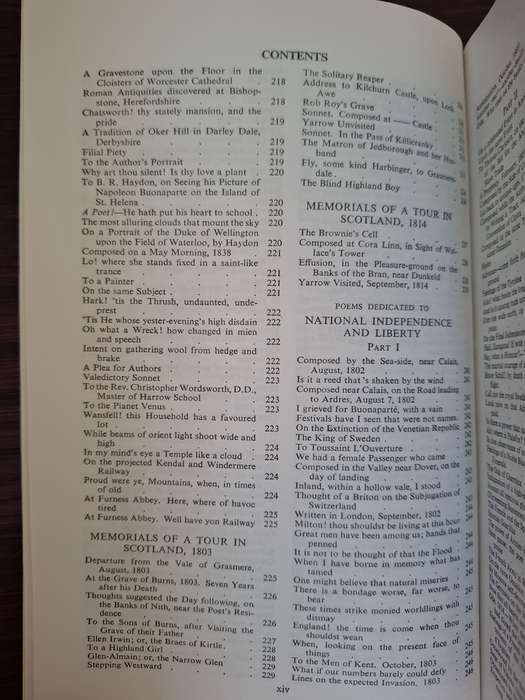 CONTENTS
A Gravestone upon the Floor in the
Cloisters of Worcester Cathedral . 218
Roman Antiquities discovered at Bishop-
stone, Herefordshire . . . 218
Chatsworth! thy stately mansion, and the
pride . . . . . 219
A Tradition of Oker Hill in Darley Dale,
Derbyshire . . . . 219
Filial Piety . . . . 219
To the Author's Portrait . . . 219
Why art thou silent! Is thy love a plant . 220
To B. R. Haydon, on Seeing his Picture of
Napoleon Buonaparte on the Island of
St. Helena . . . . 220
A Poet!—He hath put his heart to school . 220
The most alluring clouds that mount the sky 220
On a Portrait of the Duke of Wellington
upon the Field of Waterloo, by Haydon 220
Composed on a May Morning, 1838 . 221
Lo! where she stands fixed in a saint-like
trance . . . . 221
To a Painter . . . . 221
On the same Subject . . . 221
Hark! 'tis the Thrush, undaunted, unde-
prest . . . . 222
'Tis He whose yester-evening's high disdain 222
Oh what a Wreck! how changed in mien
and speech . . . . 222
Intent on gathering wool from hedge and
brake . . . . 222
A Plea for Authors . . . 222
Valedictory Sonnet . . . 223
To the Rev. Christopher Wordsworth, D.D.,
Master of Harrow School . . 223
To the Planet Venus . . . 223
Wansfell! this Household has a favoured
lot . . . . . 223
While beams of orient light shoot wide and
high . . . . . 224
In my mind's eye a Temple like a cloud . 224
On the projected Kendal and Windermere
Railway . . . . 224
Proud were ye, Mountains, when, in times
of old . . . . 224
At Furness Abbey. Here, where of havoc
tired . . . . . 225
At Furness Abbey. Well have yon Railway 225
MEMORIALS OF A TOUR IN
SCOTLAND, 1803
Departure from the Vale of Grasmere,
August, 1803 . . . . 225
At the Grave of Burns, 1803. Seven Years
after his Death . . . . 226
Thoughts suggested the Day following, on
the Banks of Nith, near the Poet's Resi-
dence . . . . . 226
To the Sons of Burns, after Visiting the
Grave of their Father . . . 227
Ellen Irwin; or, the Braes of Kirtle . 227
To a Highland Girl . . . 228
Glen-Almain; or, the Narrow Glen . 228
Stepping Westward . . . 229
The Solitary Reaper
Address to Kilchurn Castle, upon Loch
Awe
Rob Roy's Grave
Sonnet. Composed at —— Castle
Yarrow Unvisited
Sonnet. In the Pass of Killicranky
The Matron of Jedborough and her Hus-
band
Fly, some kind Harbinger, to Grasmere-
dale
The Blind Highland Boy
MEMORIALS OF A TOUR IN
SCOTLAND, 1814
The Brownie's Cell
Composed at Cora Linn, in Sight of Wal-
lace's Tower
Effusion, in the Pleasure-ground on the
Banks of the Bran, near Dunkeld
Yarrow Visited, September, 1814
POEMS DEDICATED TO
NATIONAL INDEPENDENCE
AND LIBERTY
PART I
Composed by the Sea-side, near Calais,
August, 1802
Is it a reed that's shaken by the wind
Composed near Calais, on the Road leading
to Ardres, August 7, 1802
I grieved for Buonaparté, with a vain
Festivals have I seen that were not names
On the Extinction of the Venetian Republic
The King of Sweden
To Toussaint L'Ouverture
We had a female Passenger who came
Composed in the Valley near Dover, on the
day of landing
Inland, within a hollow vale, I stood
Thought of a Briton on the Subjugation of
Switzerland
Written in London, September, 1802
Milton! thou shouldst be living at this hour
Great men have been among us; hands that
penned
It is not to be thought of that the Flood
When I have borne in memory what has
tamed
One might believe that natural miseries
There is a bondage worse, far worse, to
bear
These times strike monied worldlings with
dismay
England! the time is come when thou
shouldst wean
When, looking on the present face of
things
To the Men of Kent. October, 1803
What if our numbers barely could defy
Lines on the expected Invasion. 1803 . 245
xiv